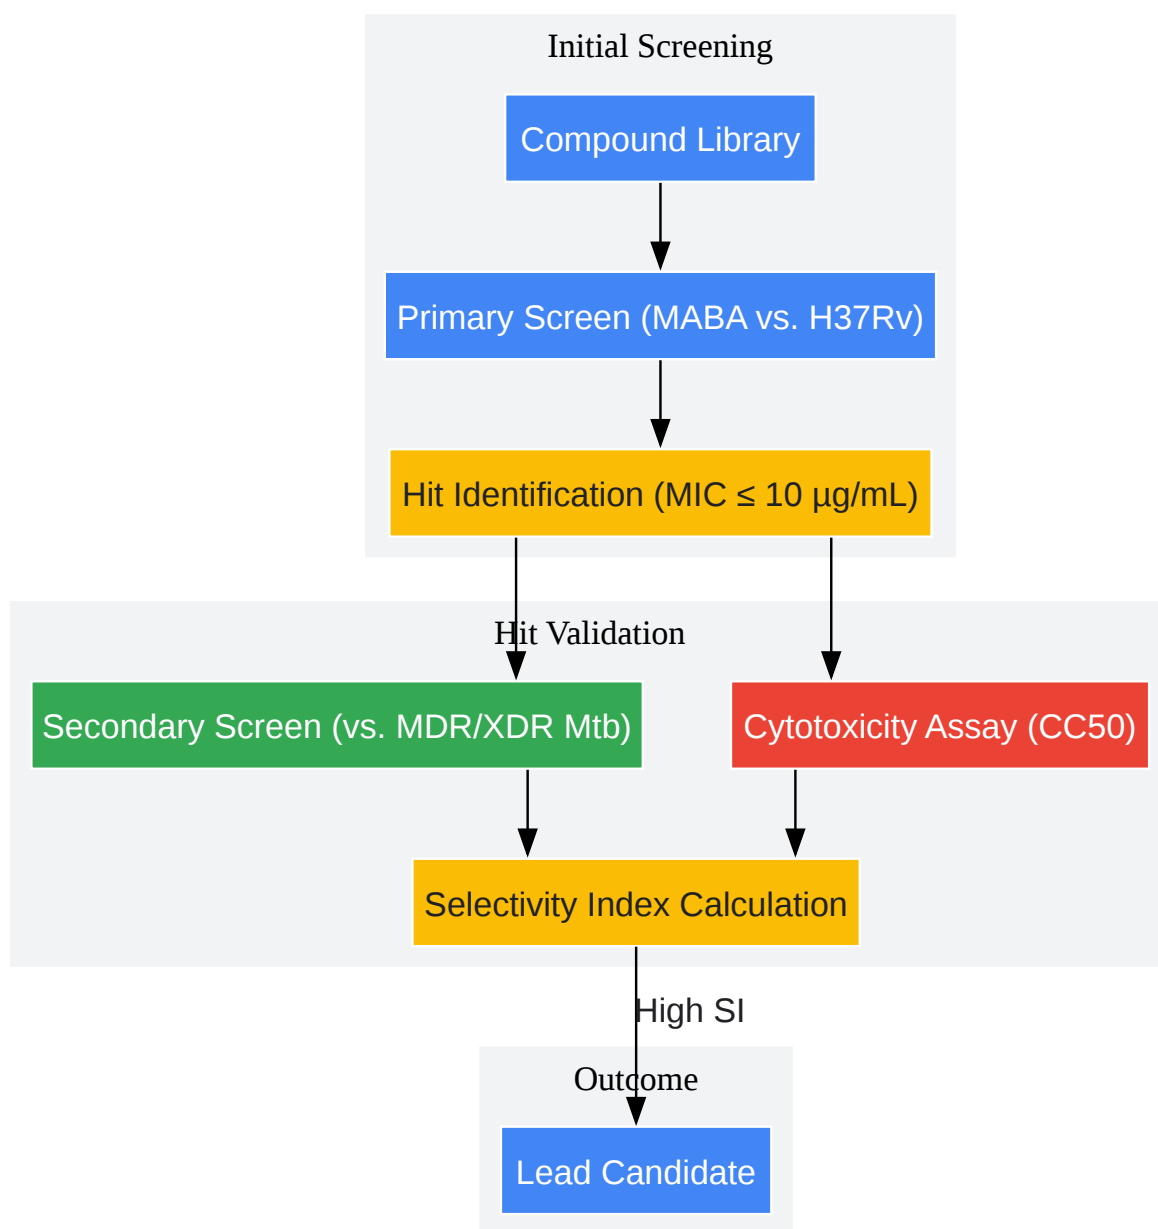 Initial Screening
Compound Library
Primary Screen (MABA vs. H37Rv)
Hit Identification (MIC ≤ 10 µg/mL)
Hit Validation
Secondary Screen (vs. MDR/XDR Mtb)
Cytotoxicity Assay (CC50)
Selectivity Index Calculation
High SI
Outcome
Lead Candidate